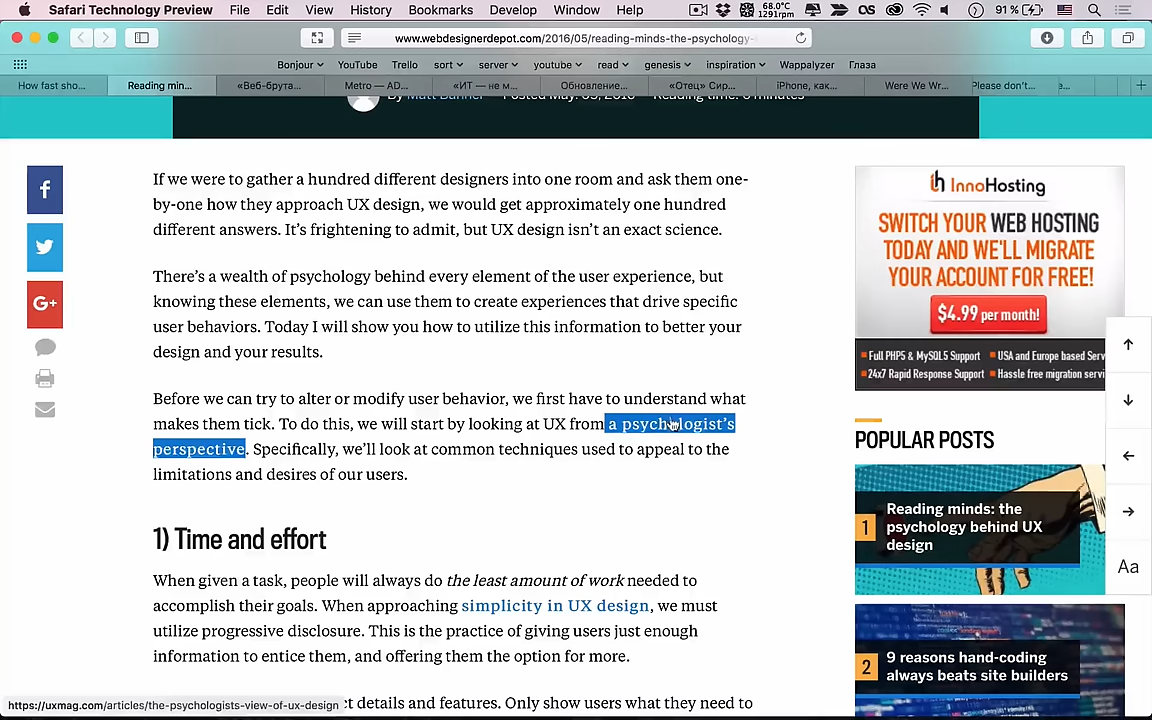 Safari Technology Preview File Edit View History Bookmarks Develop Window Help 68.0°C 1291rpm 91 %
www.webdesignerdepot.com/2016/05/reading-minds-the-psychology-
Bonjour YouTube Trello sort server youtube read genesis inspiration Wappalyzer Глаза
How fast sho... Reading min... «Веб-брута... Metro — AD... «ИТ — не м... Обновление... «Отец» Сир... iPhone, как... Were We Wr... Please don't... e...
By Matt Banner Posted May. 05, 2016 Reading time: 6 minutes
If we were to gather a hundred different designers into one room and ask them one-
by-one how they approach UX design, we would get approximately one hundred
different answers. It's frightening to admit, but UX design isn't an exact science.
There's a wealth of psychology behind every element of the user experience, but
knowing these elements, we can use them to create experiences that drive specific
user behaviors. Today I will show you how to utilize this information to better your
design and your results.
Before we can try to alter or modify user behavior, we first have to understand what
makes them tick. To do this, we will start by looking at UX from a psychologist's
perspective. Specifically, we'll look at common techniques used to appeal to the
limitations and desires of our users.
1) Time and effort
When given a task, people will always do the least amount of work needed to
accomplish their goals. When approaching simplicity in UX design, we must
utilize progressive disclosure. This is the practice of giving users just enough
information to entice them, and offering them the option for more.
ct details and features. Only show users what they need to
https://uxmag.com/articles/the-psychologists-view-of-ux-design
f
G+
InnoHosting
SWITCH YOUR WEB HOSTING
TODAY AND WE'LL MIGRATE
YOUR ACCOUNT FOR FREE!
$4.99 per month!
Full PHP5 & MySQL5 Support USA and Europe based Serv
24x7 Rapid Response Support Hassle free migration servi
Aa
POPULAR POSTS
1 Reading minds: the
psychology behind UX
design
2 9 reasons hand-coding
always beats site builders